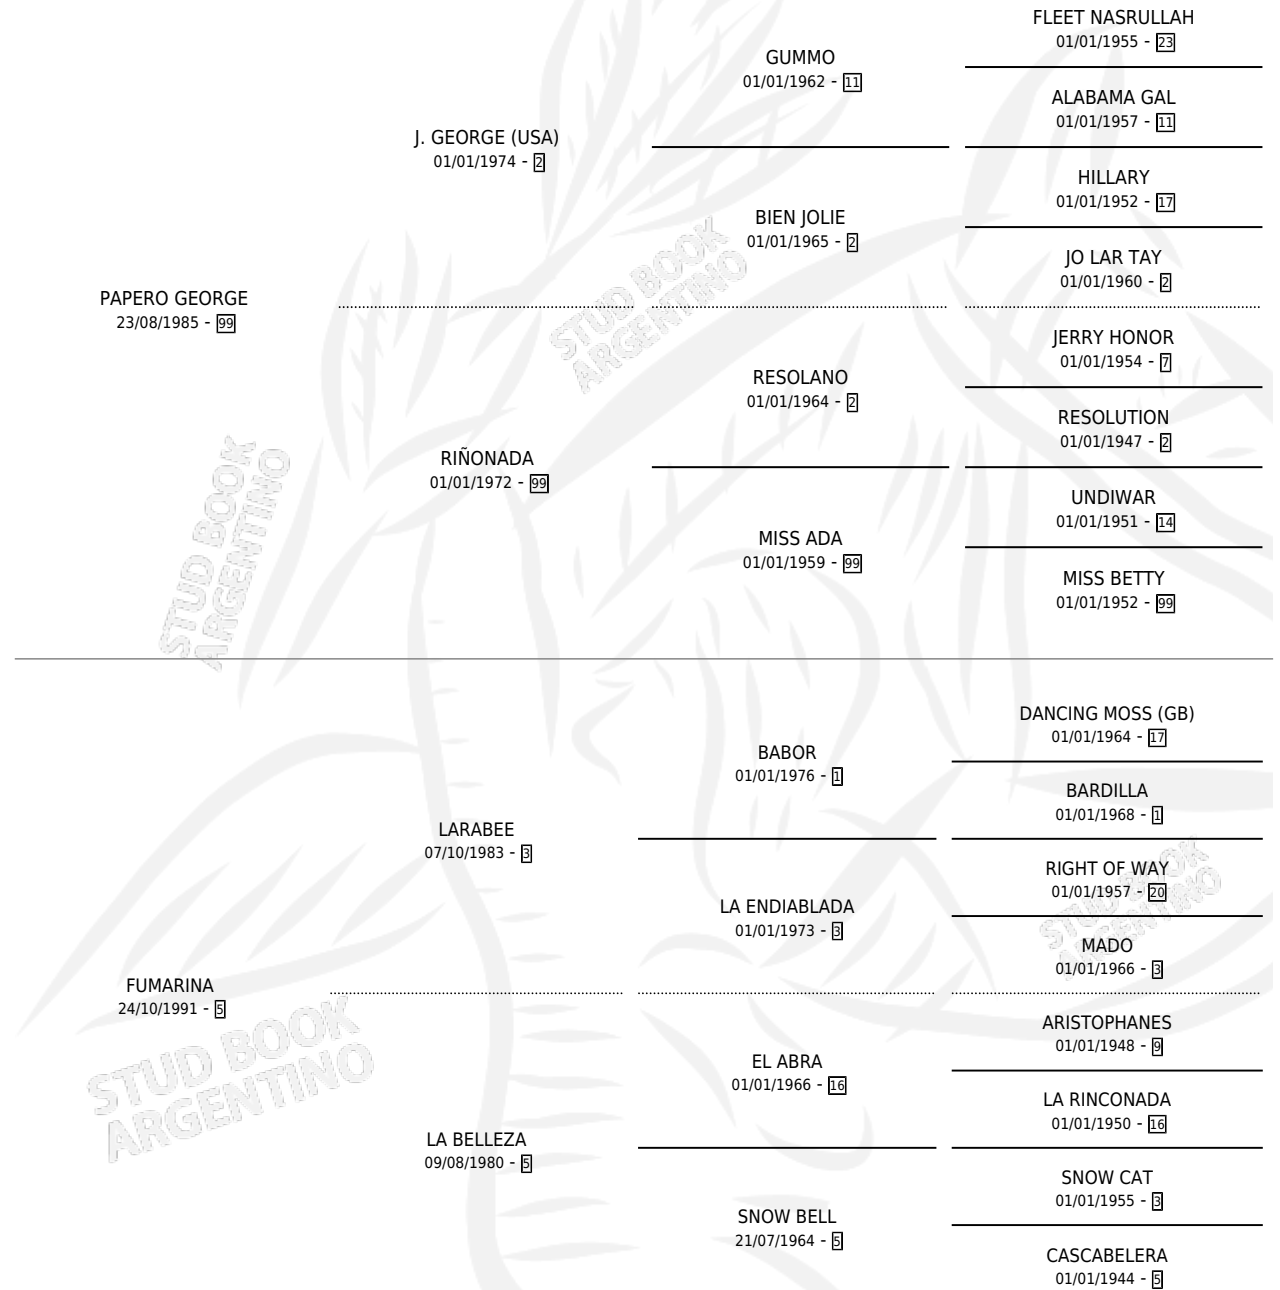 FLEET NASRULLAH
01/01/1955 - 23
GUMMO
01/01/1962 - 11
ALABAMA GAL
01/01/1957 - 11
J. GEORGE (USA)
01/01/1974 - 2
HILLARY
01/01/1952 - 17
BIEN JOLIE
01/01/1965 - 2
JO LAR TAY
01/01/1960 - 2
PAPERO GEORGE
23/08/1985 - 99
JERRY HONOR
01/01/1954 - 7
RESOLANO
01/01/1964 - 2
RESOLUTION
01/01/1947 - 2
RIÑONADA
01/01/1972 - 99
UNDIWAR
01/01/1951 - 14
MISS ADA
01/01/1959 - 99
MISS BETTY
01/01/1952 - 99
STUD BOOK
ARGENTINO
STUD BOOK
ARGENTINO
DANCING MOSS (GB)
01/01/1964 - 17
BABOR
01/01/1976 - 1
BARDILLA
01/01/1968 - 1
LARABEE
07/10/1983 - 3
RIGHT OF WAY
01/01/1957 - 20
LA ENDIABLADA
01/01/1973 - 3
MADO
01/01/1966 - 3
FUMARINA
24/10/1991 - 5
ARISTOPHANES
01/01/1948 - 9
EL ABRA
01/01/1966 - 16
LA RINCONADA
01/01/1950 - 16
LA BELLEZA
09/08/1980 - 5
SNOW CAT
01/01/1955 - 3
SNOW BELL
21/07/1964 - 5
CASCABELERA
01/01/1944 - 5
STUD BOOK
ARGENTINO
STUD BOOK
ARGENTINO